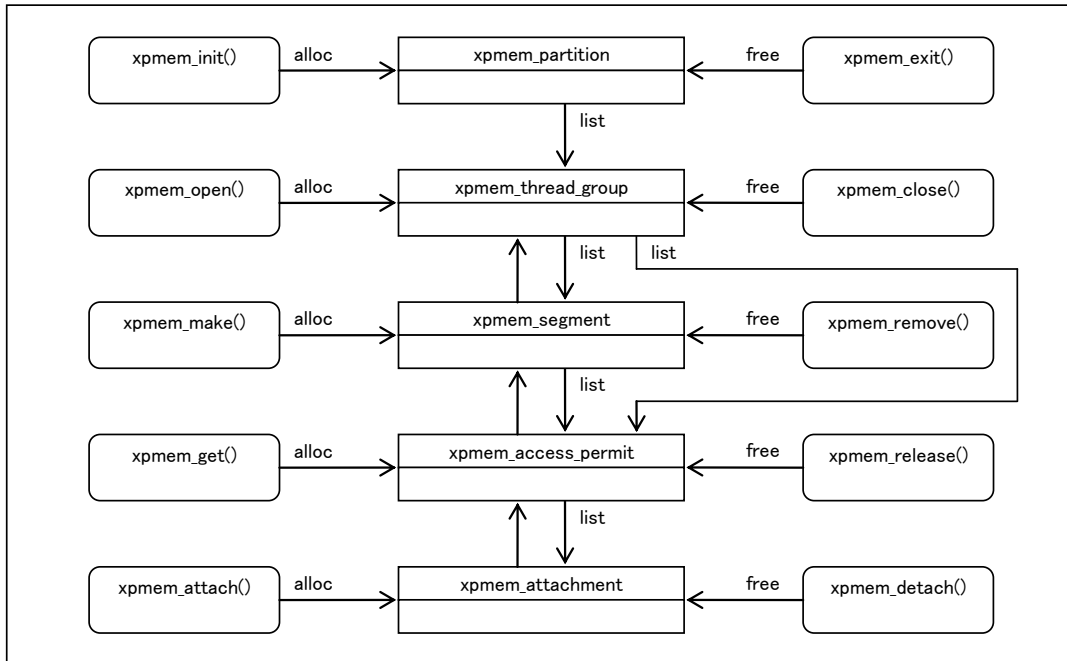 xpmem_init()
alloc
xpmem_partition
free
xpmem_exit()
list
xpmem_open()
alloc
xpmem_thread_group
free
xpmem_close()
list
list
xpmem_make()
alloc
xpmem_segment
free
xpmem_remove()
list
xpmem_get()
alloc
xpmem_access_permit
free
xpmem_release()
list
xpmem_attach()
alloc
xpmem_attachment
free
xpmem_detach()